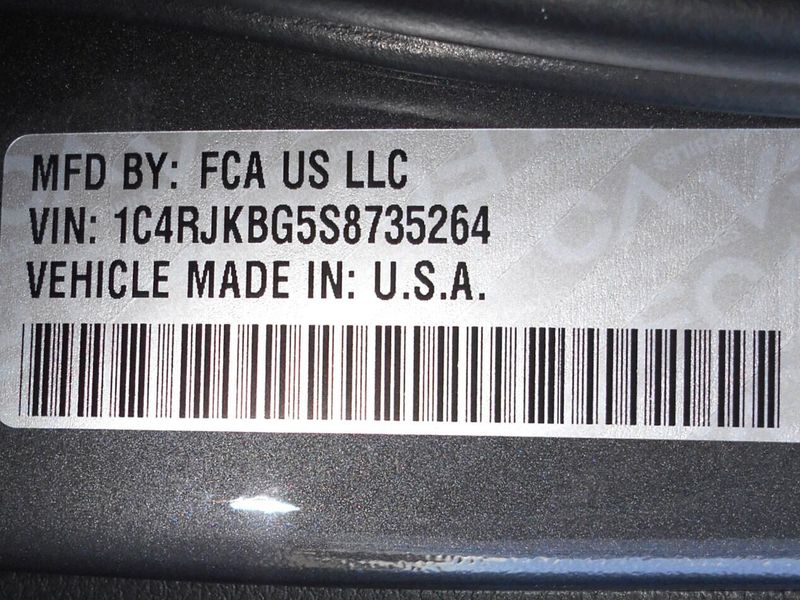 MFD BY: FCA US LLC
VIN: 1C4RJKBG5S8735264
VEHICLE MADE IN: U.S.A.